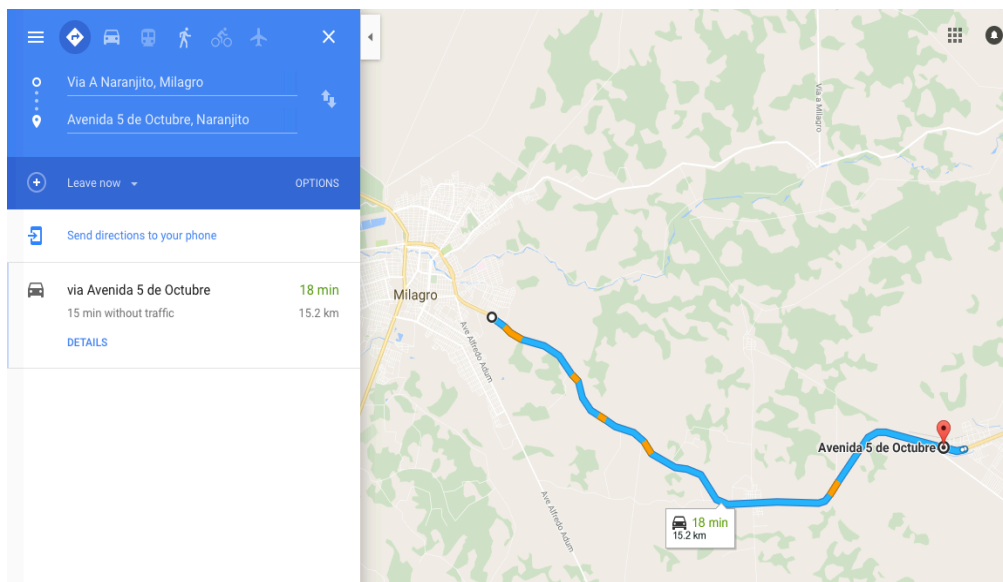 Via A Naranjito, Milagro
Avenida 5 de Octubre, Naranjito
Leave now
OPTIONS
Send directions to your phone
via Avenida 5 de Octubre
18 min
15 min without traffic
15.2 km
DETAILS
Via a Milagro
Milagro
Ave Alfredo Adum
Avenida 5 de Octubre
Ave Alfredo Adum
18 min
15.2 km